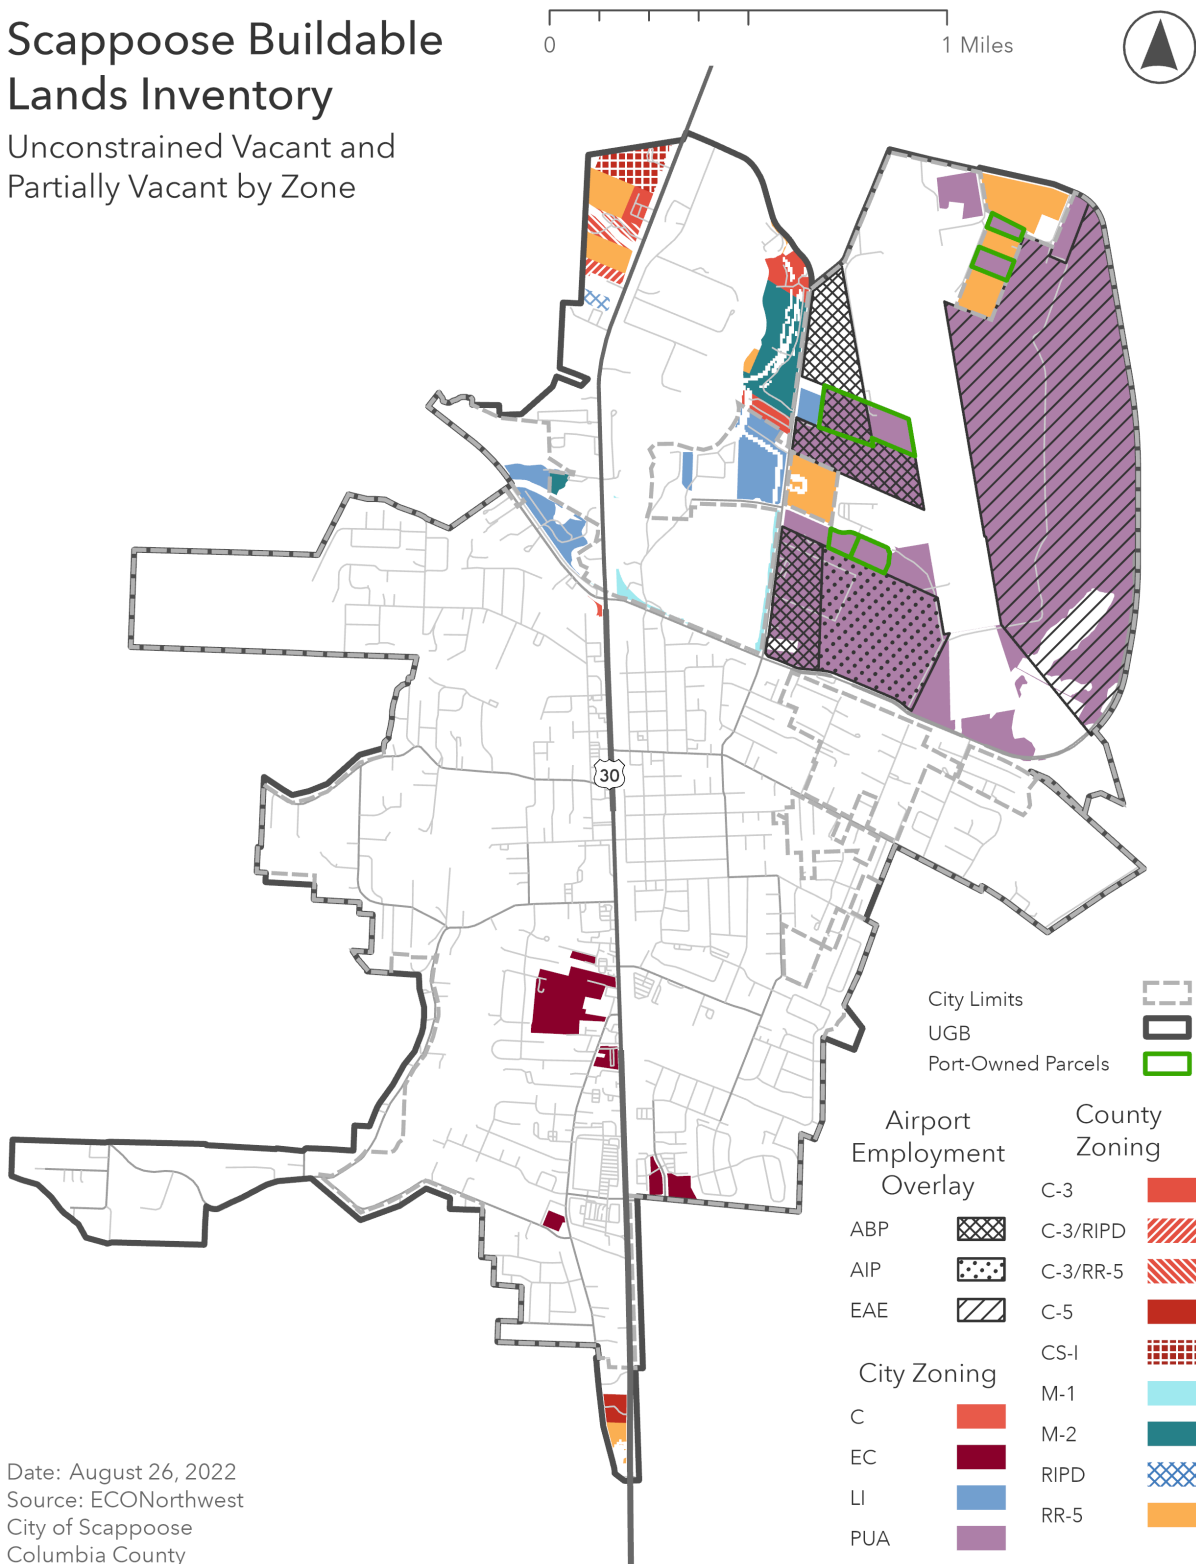 Scappoose Buildable
Lands Inventory
Unconstrained Vacant and
Partially Vacant by Zone
0
1 Miles
30
City Limits
UGB
Port-Owned Parcels
Airport
Employment
Overlay
ABP
AIP
EAE
City Zoning
C
EC
LI
PUA
County
Zoning
C-3
C-3/RIPD
C-3/RR-5
C-5
CS-I
M-1
M-2
RIPD
RR-5
Date: August 26, 2022
Source: ECONorthwest
City of Scappoose
Columbia County